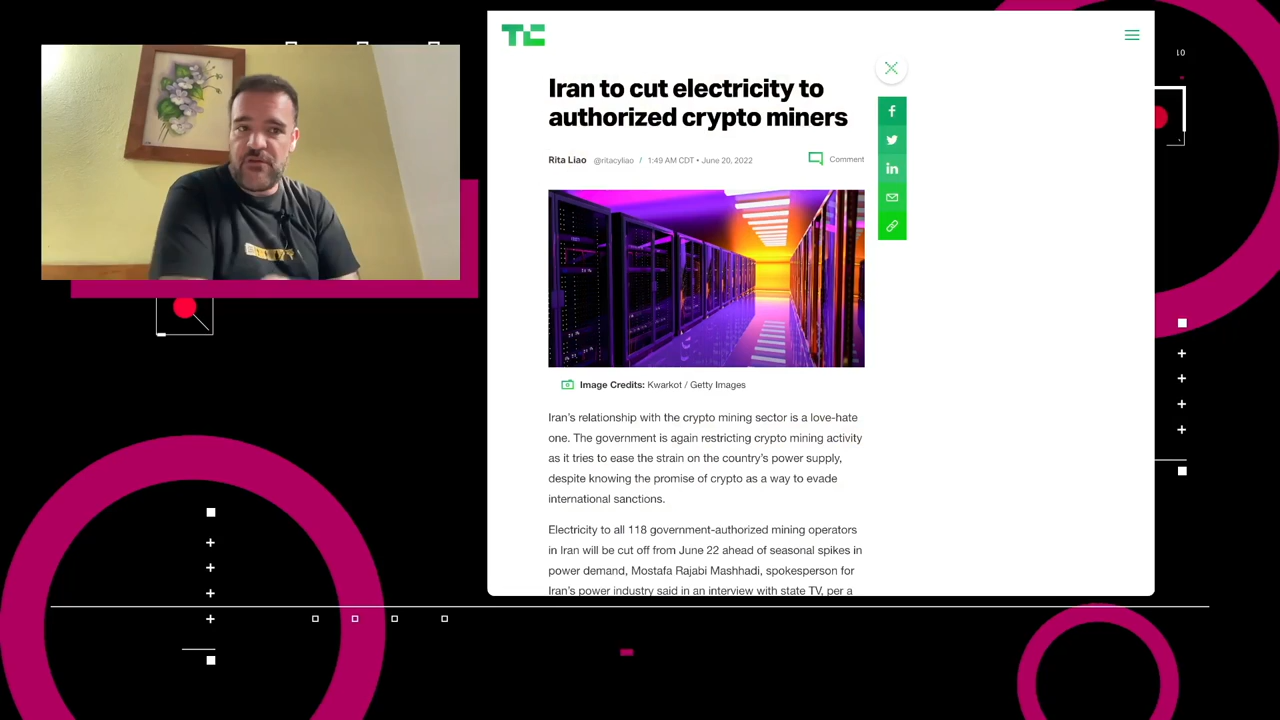 TC
Iran to cut electricity to
authorized crypto miners
Rita Liao @ritacyliao / 1:49 AM CDT • June 20, 2022
Comment
Image Credits: Kwarkot / Getty Images
Iran's relationship with the crypto mining sector is a love-hate
one. The government is again restricting crypto mining activity
as it tries to ease the strain on the country's power supply,
despite knowing the promise of crypto as a way to evade
international sanctions.
Electricity to all 118 government-authorized mining operators
in Iran will be cut off from June 22 ahead of seasonal spikes in
power demand, Mostafa Rajabi Mashhadi, spokesperson for
Iran's power industry said in an interview with state TV, per a